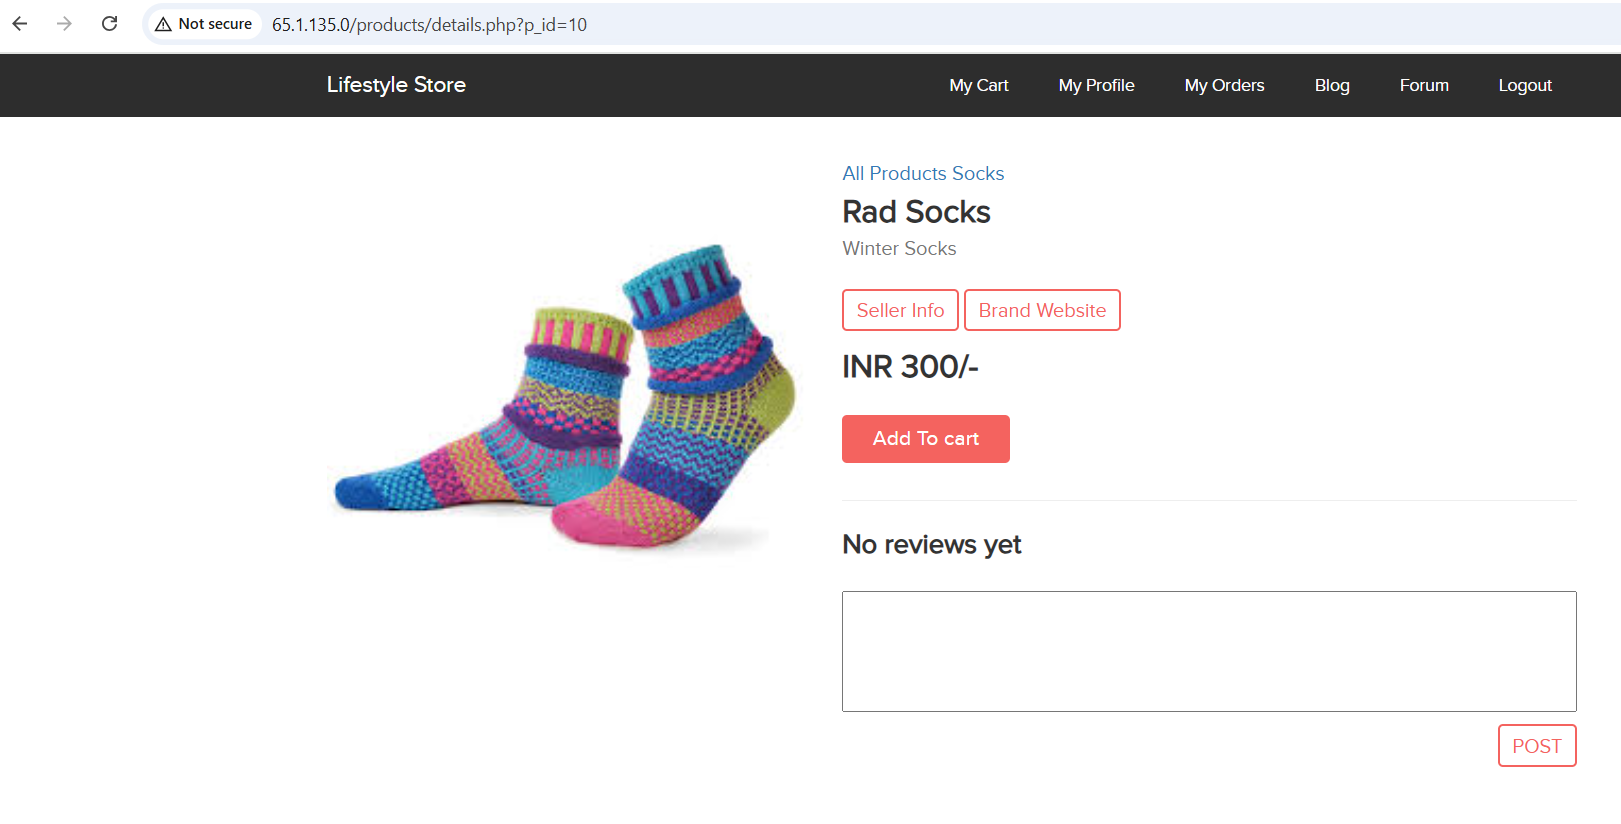 Not secure 65.1.135.0/products/details.php?p_id=10
Lifestyle Store My Cart My Profile My Orders Blog Forum Logout
All Products Socks
Rad Socks
Winter Socks
Seller Info Brand Website
INR 300/-
Add To cart
No reviews yet
POST